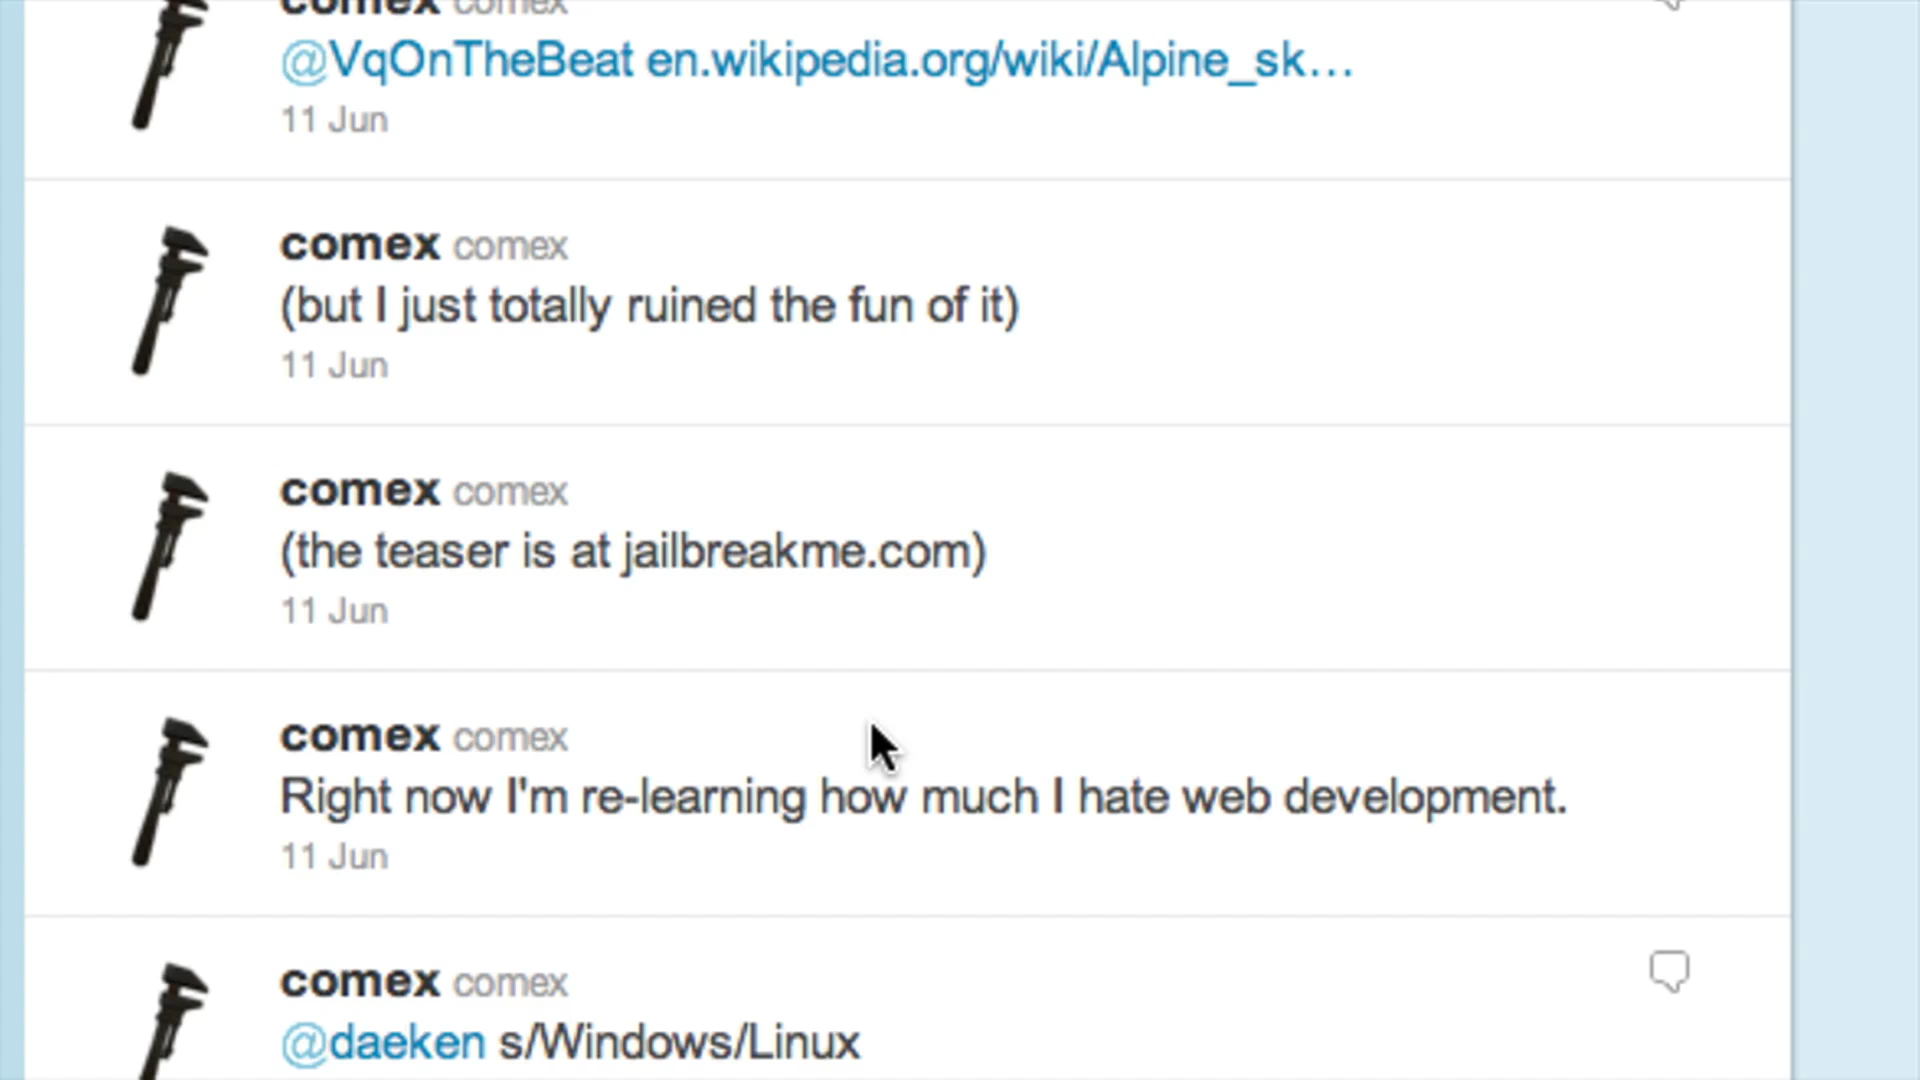 comex comex
@VqOnTheBeat en.wikipedia.org/wiki/Alpine_sk…
11 Jun
comex comex
(but I just totally ruined the fun of it)
11 Jun
comex comex
(the teaser is at jailbreakme.com)
11 Jun
comex comex
Right now I'm re-learning how much I hate web development.
11 Jun
comex comex
@daeken s/Windows/Linux